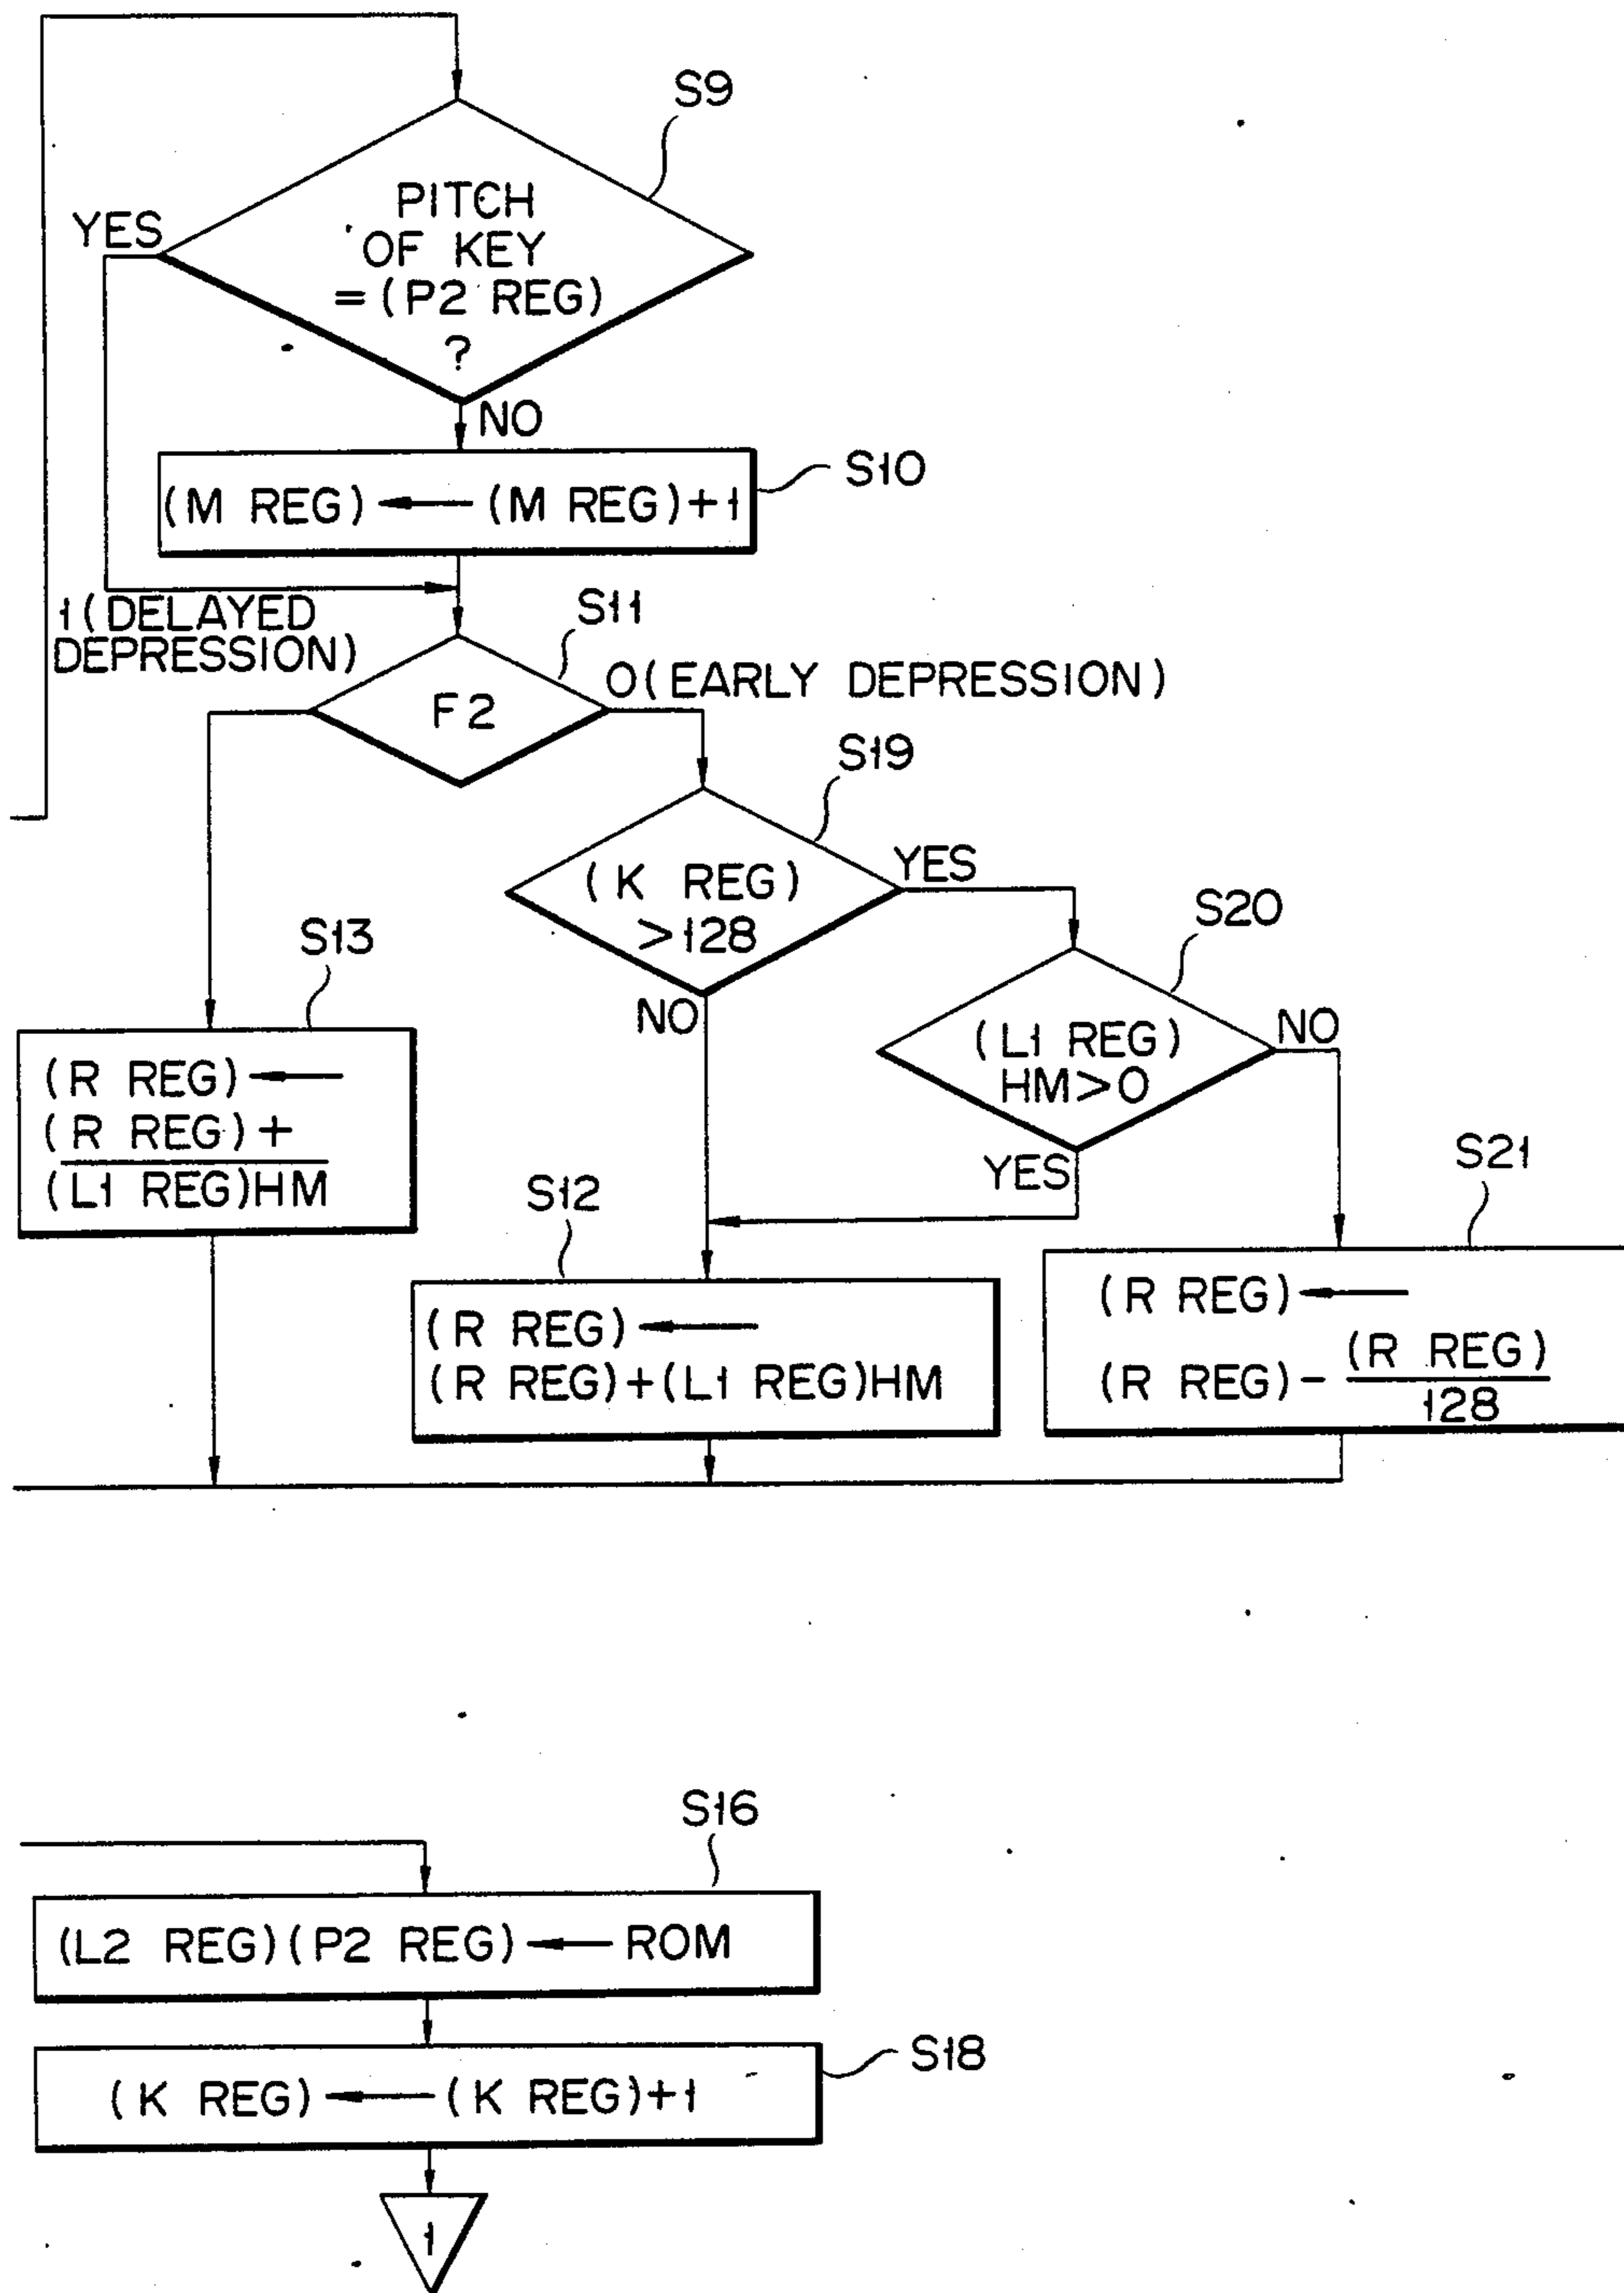 S9
PITCH
OF KEY
=(P2 REG)
?
YES
NO
S10
(M REG) ← (M REG)+1
1(DELAYED
DEPRESSION)
S11
F2
0(EARLY DEPRESSION)
S19
(K REG)
>128
YES
NO
S20
(L1 REG)
HM>0
NO
YES
S13
(R REG) ←
(R REG)+
(L1 REG)HM
S12
(R REG) ←
(R REG)+(L1 REG)HM
S21
(R REG) ←
(R REG)- (R REG)
128
S16
(L2 REG)(P2 REG) ← ROM
S18
(K REG) ← (K REG)+1
1